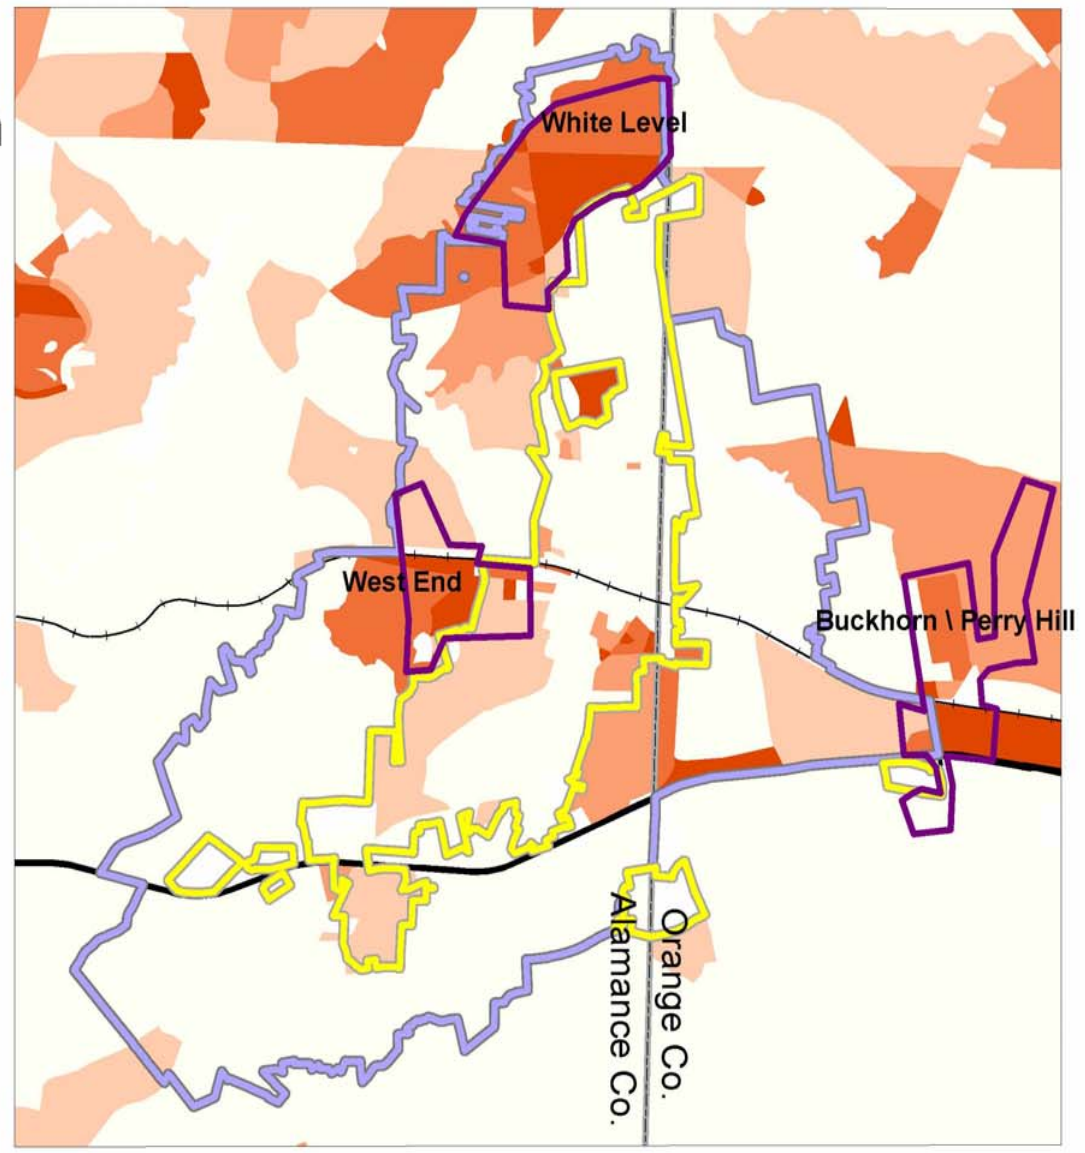 White Level
West End
Buckhorn \ Perry Hill
Orange Co.
Alamance Co.